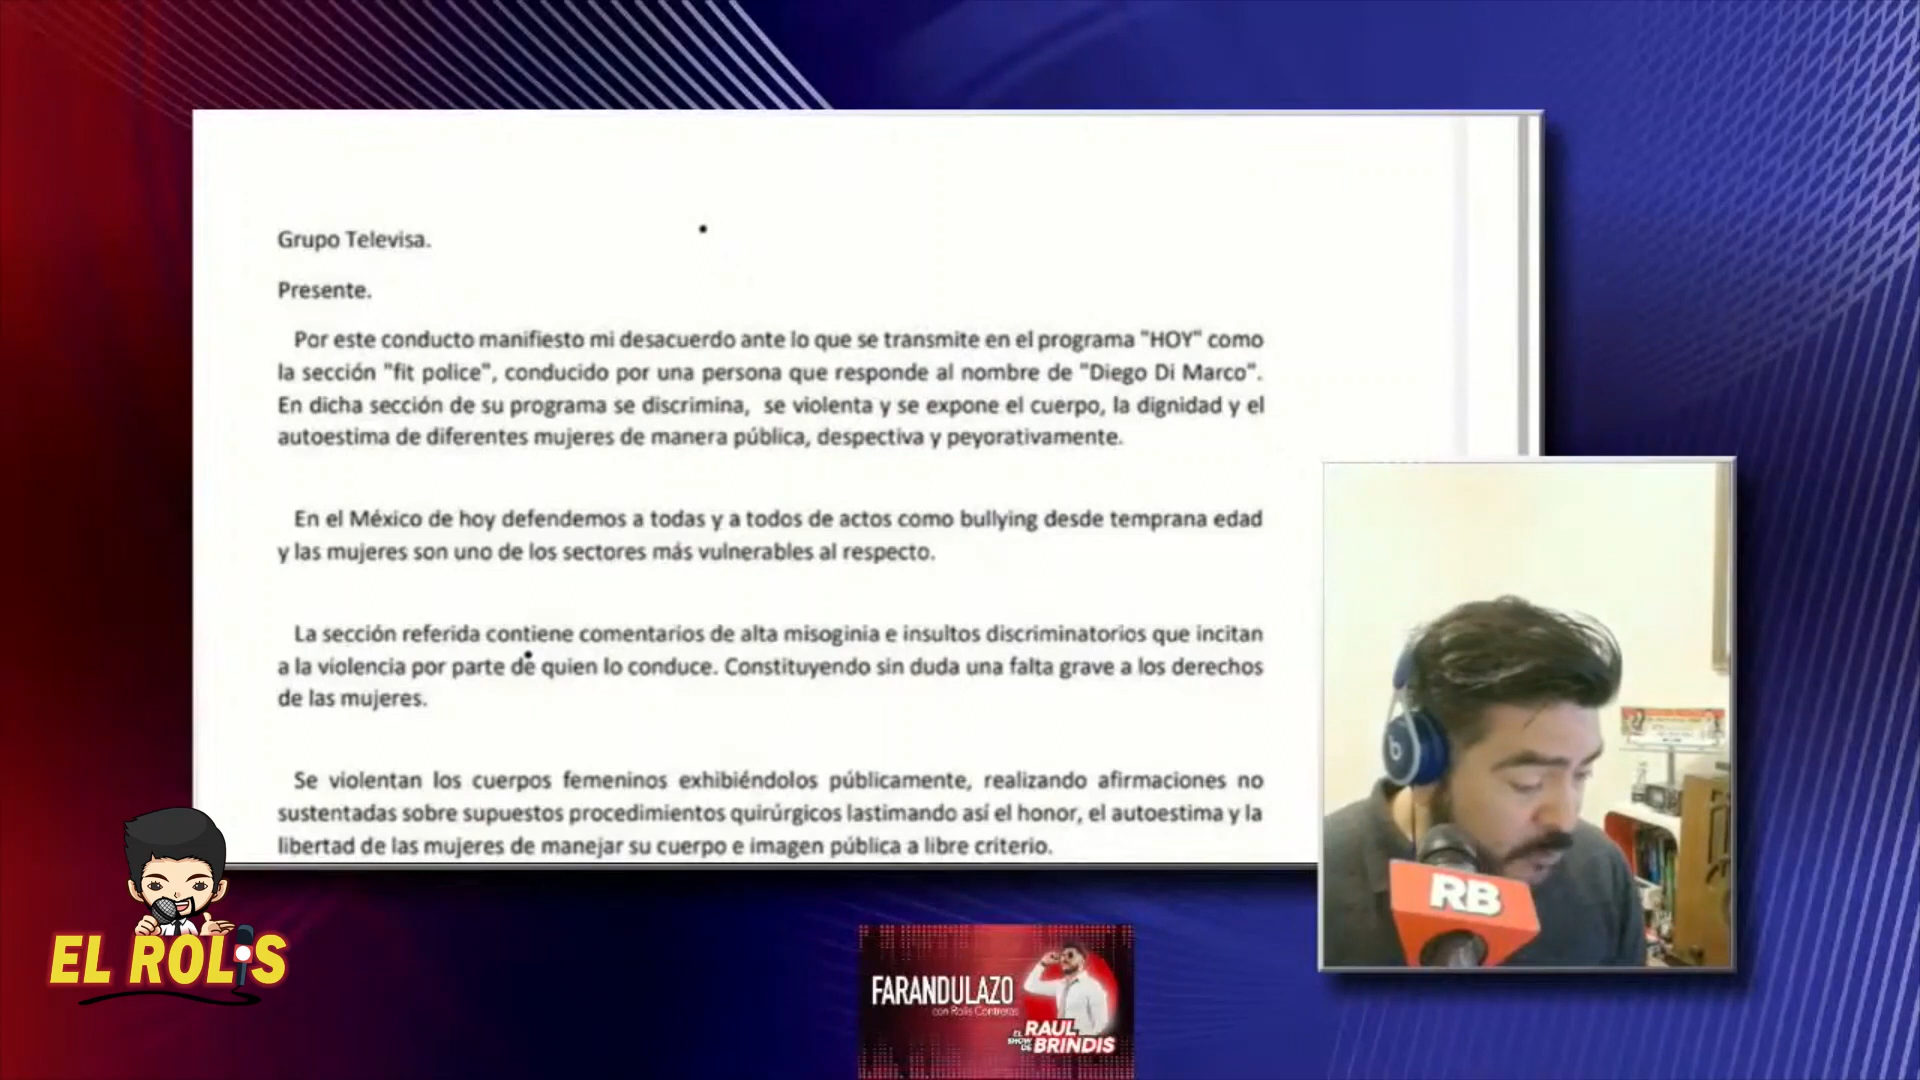 Grupo Televisa.
Presente.
Por este conducto manifiesto mi desacuerdo ante lo que se transmite en el programa "HOY" como
la sección "fit police", conducido por una persona que responde al nombre de "Diego Di Marco".
En dicha sección de su programa se discrimina, se violenta y se expone el cuerpo, la dignidad y el
autoestima de diferentes mujeres de manera pública, despectiva y peyorativamente.
En el México de hoy defendemos a todas y a todos de actos como bullying desde temprana edad
y las mujeres son uno de los sectores más vulnerables al respecto.
La sección referida contiene comentarios de alta misoginia e insultos discriminatorios que incitan
a la violencia por parte de quien lo conduce. Constituyendo sin duda una falta grave a los derechos
de las mujeres.
Se violentan los cuerpos femeninos exhibiéndolos públicamente, realizando afirmaciones no
sustentadas sobre supuestos procedimientos quirúrgicos lastimando así el honor, el autoestima y la
libertad de las mujeres de manejar su cuerpo e imagen pública a libre criterio.
b
RB
EL ROLiS
FARANDULAZO
con Rolis Contreras
EL SHOW DE
RAUL
BRINDIS